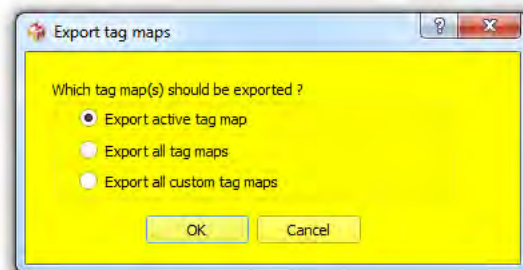 Export tag maps
?
Which tag map(s) should be exported ?
Export active tag map
Export all tag maps
Export all custom tag maps
OK Cancel